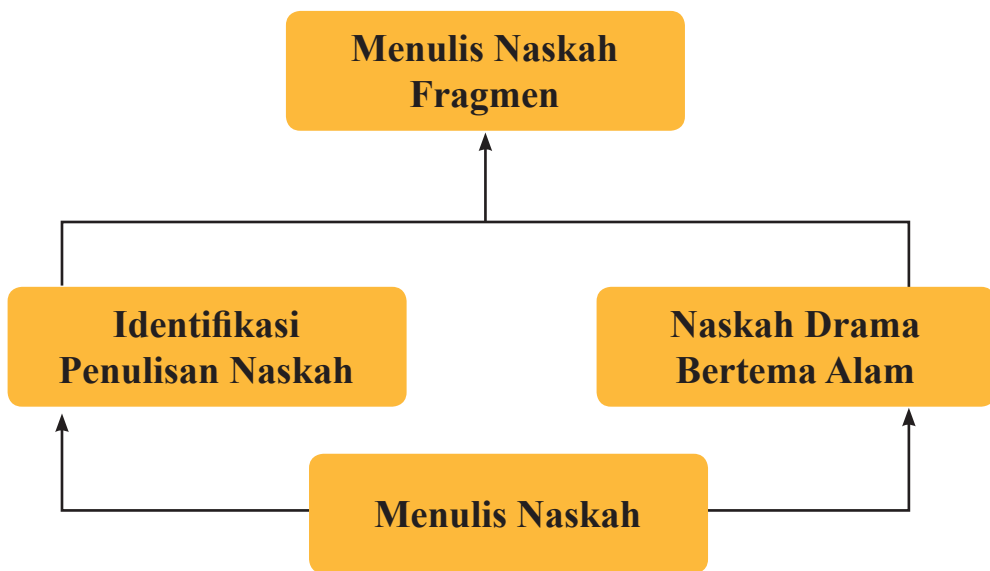 Menulis Naskah
Fragmen
Identifikasi
Penulisan Naskah
Naskah Drama
Bertema Alam
Menulis Naskah